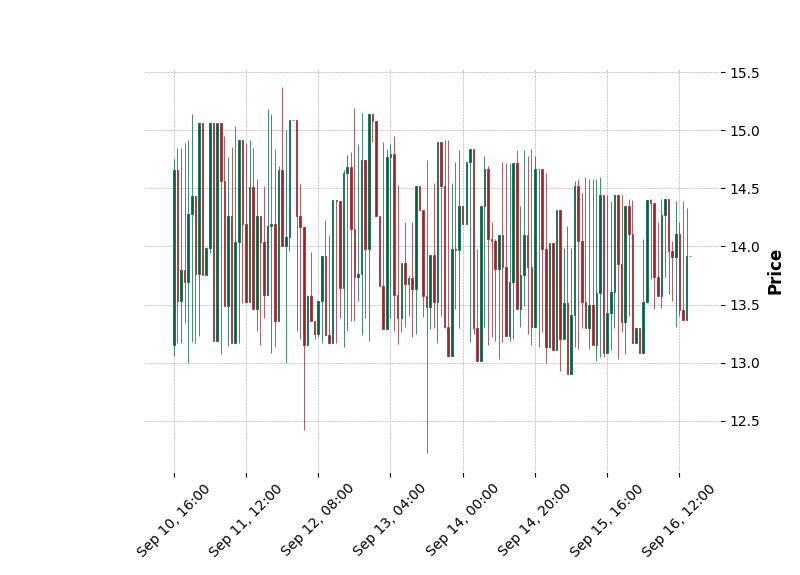 15.5
15.0
14.5
14.0
13.5
13.0
12.5
Price
Sep 10, 16:00
Sep 11, 12:00
Sep 12, 08:00
Sep 13, 04:00
Sep 14, 00:00
Sep 14, 20:00
Sep 15, 16:00
Sep 16, 12:00